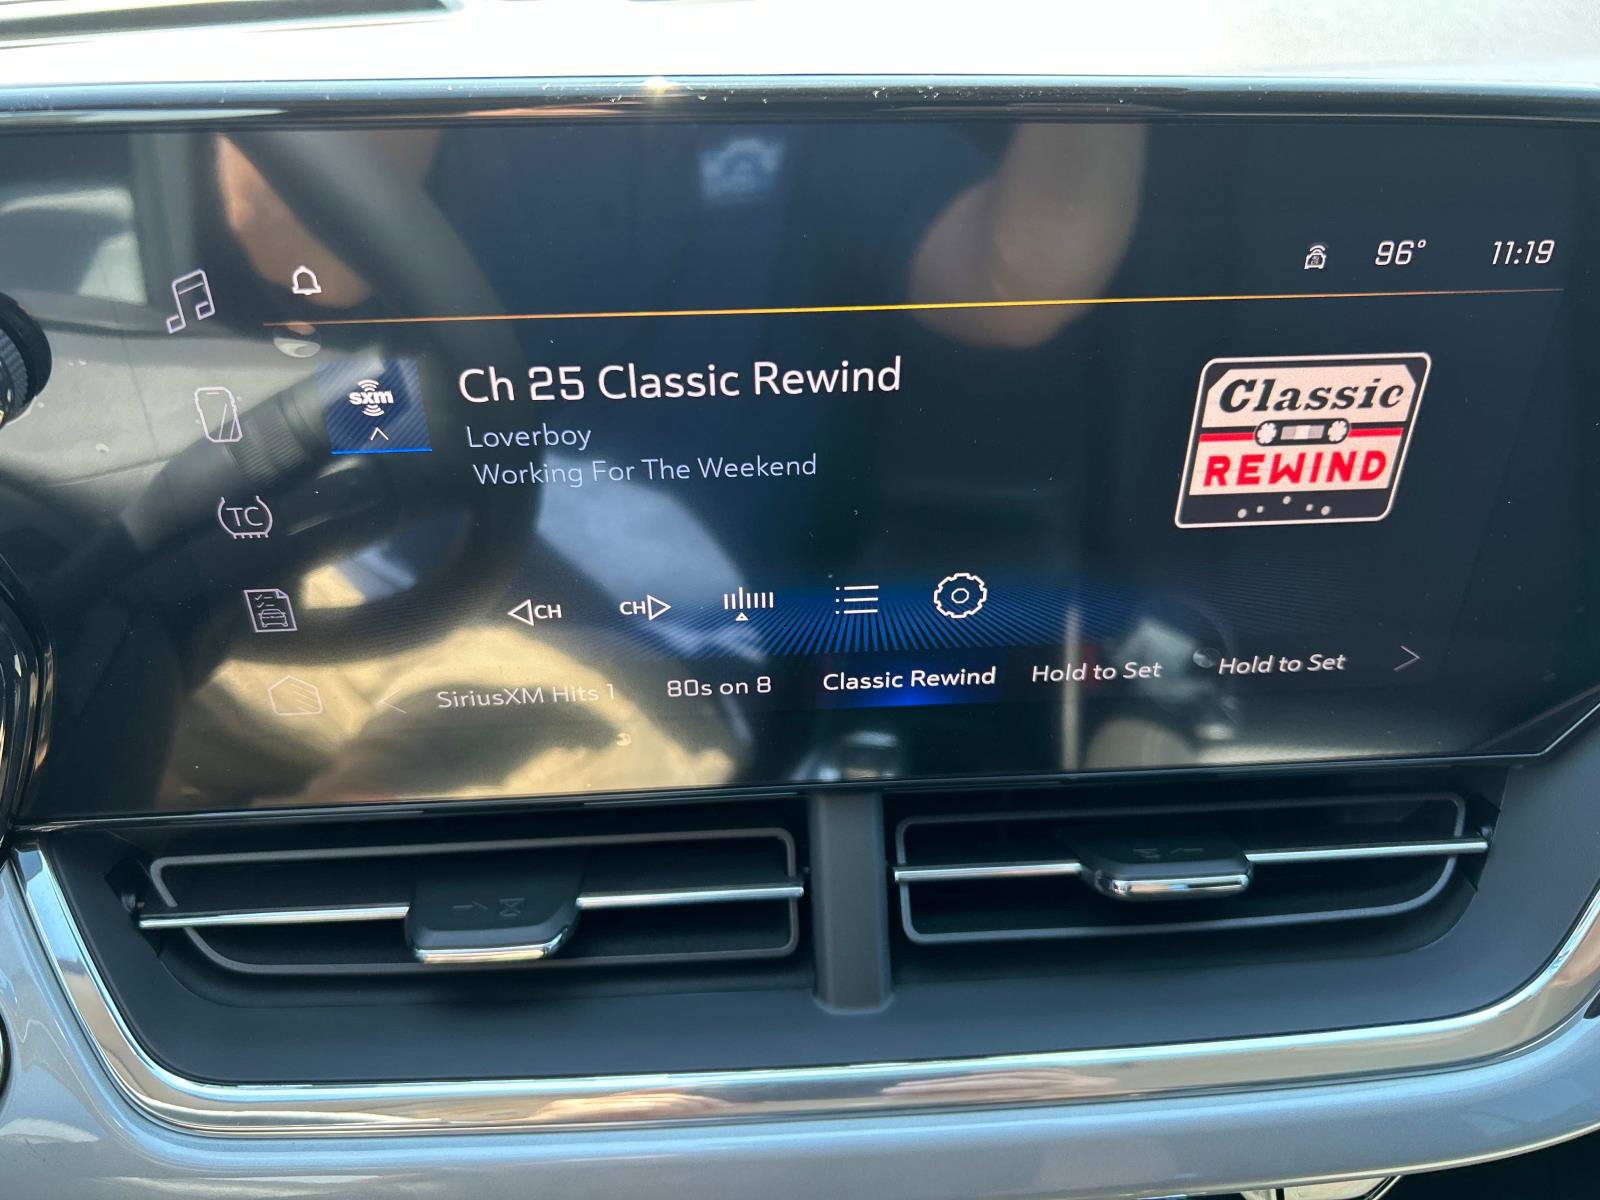 96° 11:19
sxm
Ch 25 Classic Rewind
Loverboy
Working For The Weekend
Classic
REWIND
TC
CH CH
SiriusXM Hits 1 80s on 8 Classic Rewind Hold to Set Hold to Set